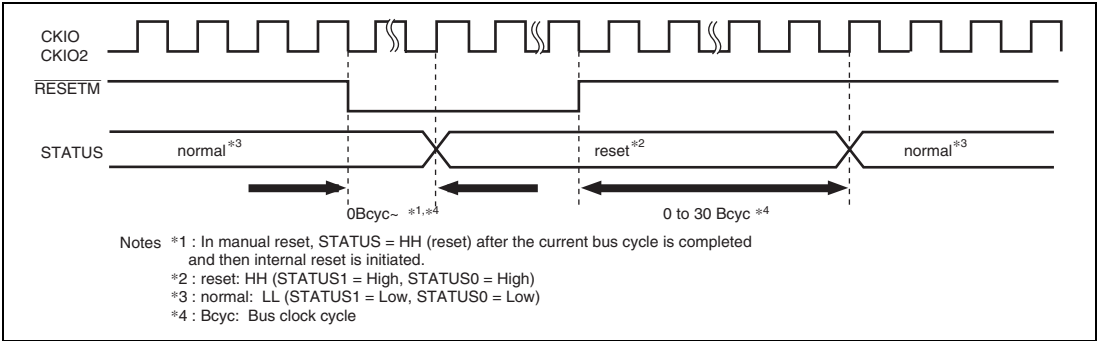 CKIO
CKIO2
RESETM
STATUS
normal*3
reset*2
normal*3
0Bcyc~ *1,*4
0 to 30 Bcyc *4
Notes *1 : In manual reset, STATUS = HH (reset) after the current bus cycle is completed
and then internal reset is initiated.
*2 : reset: HH (STATUS1 = High, STATUS0 = High)
*3 : normal: LL (STATUS1 = Low, STATUS0 = Low)
*4 : Bcyc: Bus clock cycle